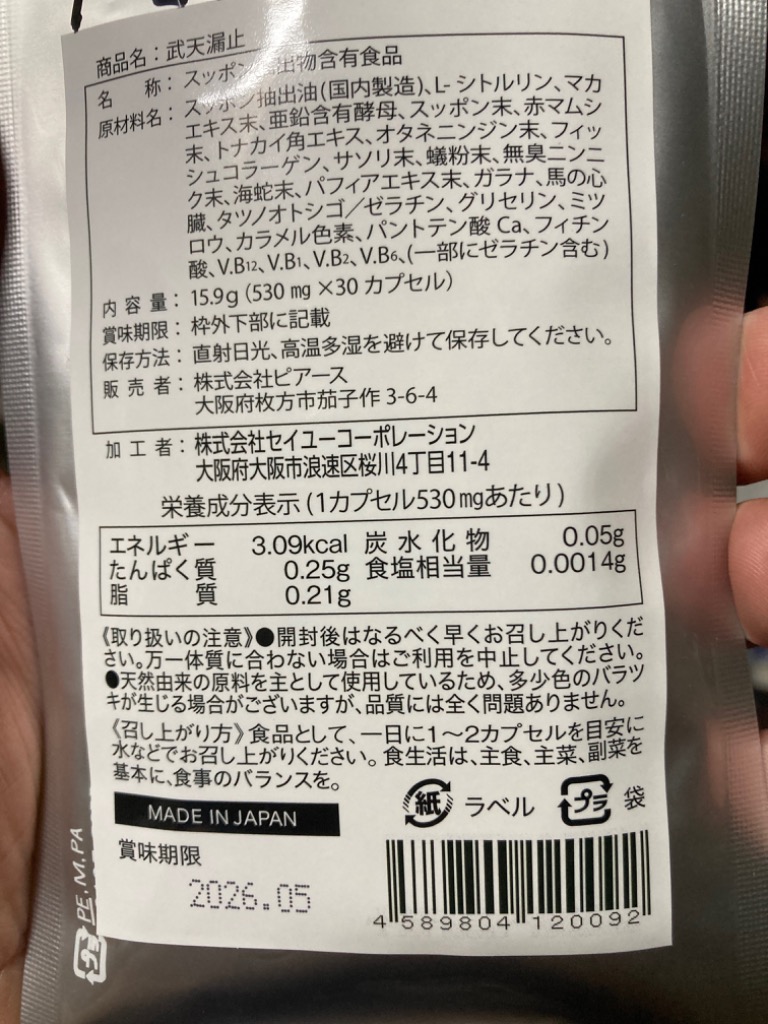 商品名：武天漏止
名　称：スッポン出物含有食品
原材料名：スッポン抽出油(国内製造)、L-シトルリン、マカ
エキス末、亜鉛含有酵母、スッポン末、赤マムシ
末、トナカイ角エキス、オタネニンジン末、フィッ
シュコラーゲン、サソリ末、蟻粉末、無臭ニンニ
ク末、海蛇末、パフィアエキス末、ガラナ、馬の心
臓、タツノオトシゴ／ゼラチン、グリセリン、ミツ
ロウ、カラメル色素、パントテン酸Ca、フィチン
酸、V.B12、V.B1、V.B2、V.B6、(一部にゼラチン含む)
内容量：15.9g(530mg×30カプセル)
賞味期限：枠外下部に記載
保存方法：直射日光、高温多湿を避けて保存してください。
販売者：株式会社ピアース
大阪府枚方市茄子作3-6-4
加工者：株式会社セイユーコーポレーション
大阪府大阪市浪速区桜川4丁目11-4
栄養成分表示(1カプセル530mgあたり)
エネルギー 3.09kcal 炭水化物 0.05g
たんぱく質 0.25g 食塩相当量 0.0014g
脂質 0.21g
《取り扱いの注意》●開封後はなるべく早くお召し上がりくだ
さい。万一体質に合わない場合はご利用を中止してください。
●天然由来の原料を主として使用しているため、多少色のバラツ
キが生じる場合がございますが、品質には全く問題ありません。
《召し上がり方》食品として、一日に1～2カプセルを目安に
水などでお召し上がりください。食生活は、主食、主菜、副菜を
基本に、食事のバランスを。
紙 ラベル プラ 袋
MADE IN JAPAN
賞味期限
2026.05
4 589804 120092
プラ PE,M,PA